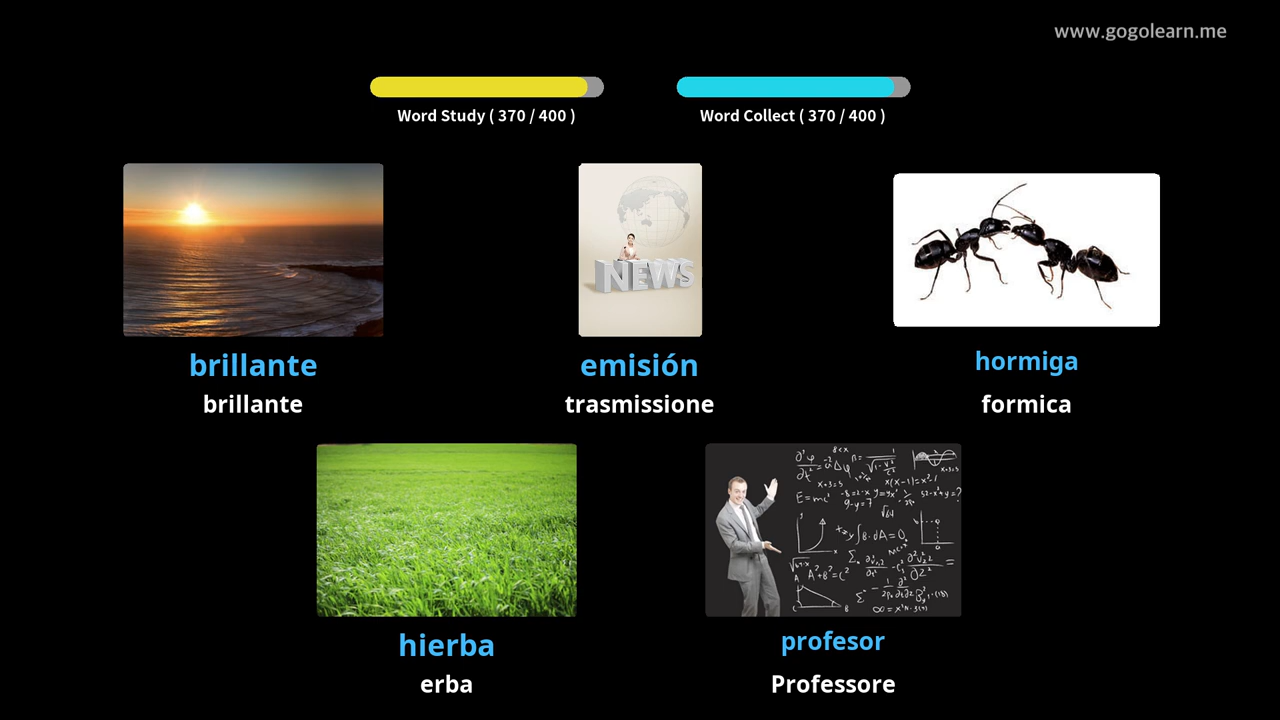 www.gogolearn.me
Word Study ( 370 / 400 )
Word Collect ( 370 / 400 )
NEWS
brillante
brillante
emisión
trasmissione
hormiga
formica
hierba
erba
profesor
Professore